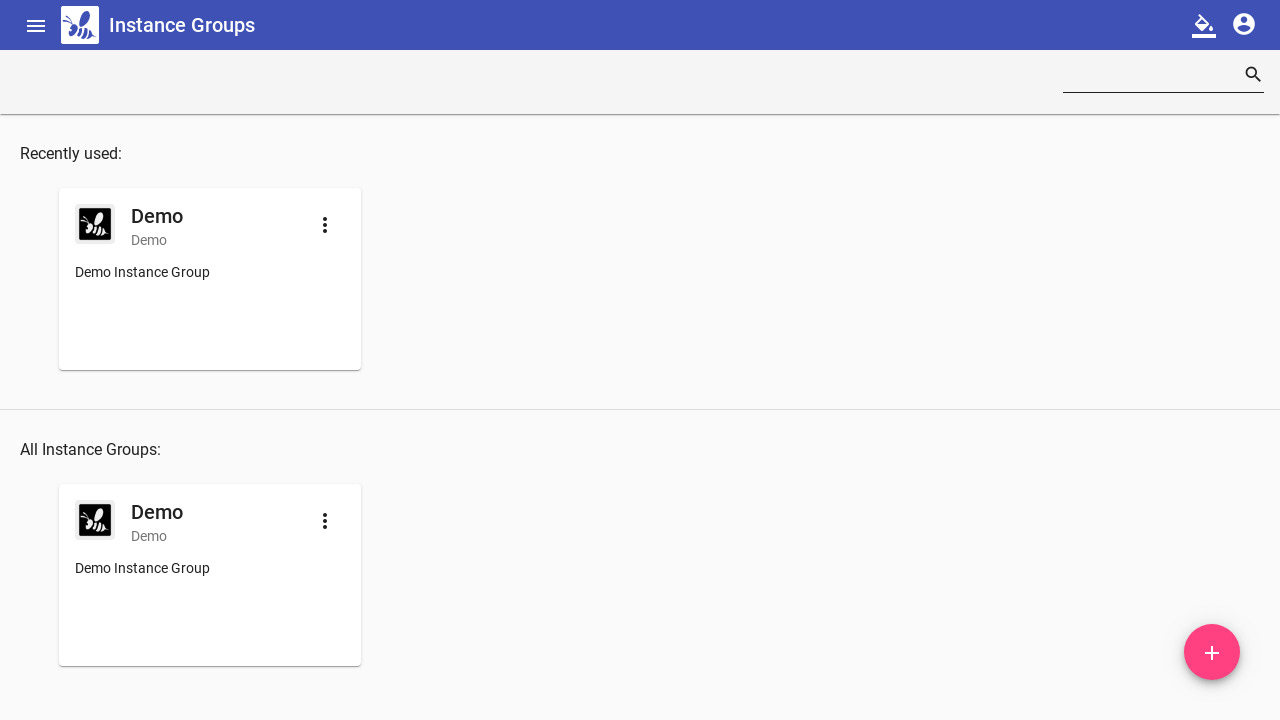 Instance Groups
Recently used:
Demo
Demo
Demo Instance Group
All Instance Groups:
Demo
Demo
Demo Instance Group